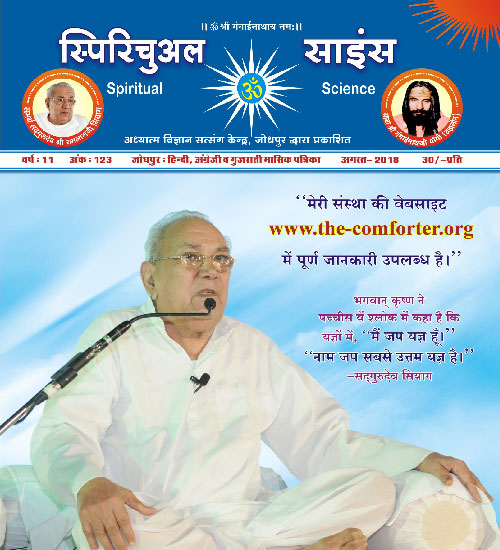 ॥ ॐ श्री गंगाईनाथाय नमः॥
स्पिरिचुअल साइंस
Spiritual Science
ॐ
अध्यात्म विज्ञान सत्संग केन्द्र, जोधपुर द्वारा प्रकाशित
वर्ष : 11 अंक : 123 जोधपुर : हिन्दी, अंग्रेजी व गुजराती मासिक पत्रिका अगस्त- 2018 30/-प्रति
“मेरी संस्था की वेबसाइट
www.the-comforter.org
में पूर्ण जानकारी उपलब्ध है।”
भगवान् कृष्ण ने
पच्चीस वें श्लोक में कहा है कि
यज्ञों में, “मैं जप यज्ञ हूँ।”
“नाम जप सबसे उत्तम यज्ञ है।”
–सद्गुरुदेव सियाग